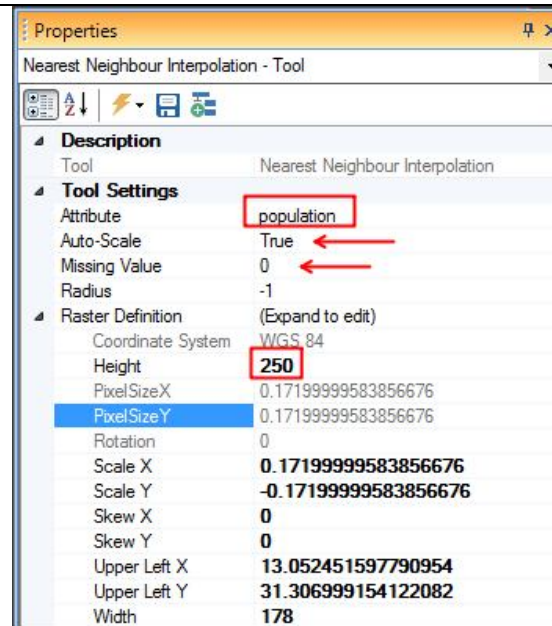 Properties
Nearest Neighbour Interpolation - Tool
Description
Tool Nearest Neighbour Interpolation
Tool Settings
Attribute population
Auto-Scale True
Missing Value 0
Radius -1
Raster Definition (Expand to edit)
Coordinate System WGS 84
Height 250
PixelSizeX 0.17199999583856676
PixelSizeY 0.17199999583856676
Rotation 0
Scale X 0.17199999583856676
Scale Y -0.17199999583856676
Skew X 0
Skew Y 0
Upper Left X 13.052451597790954
Upper Left Y 31.306999154122082
Width 178